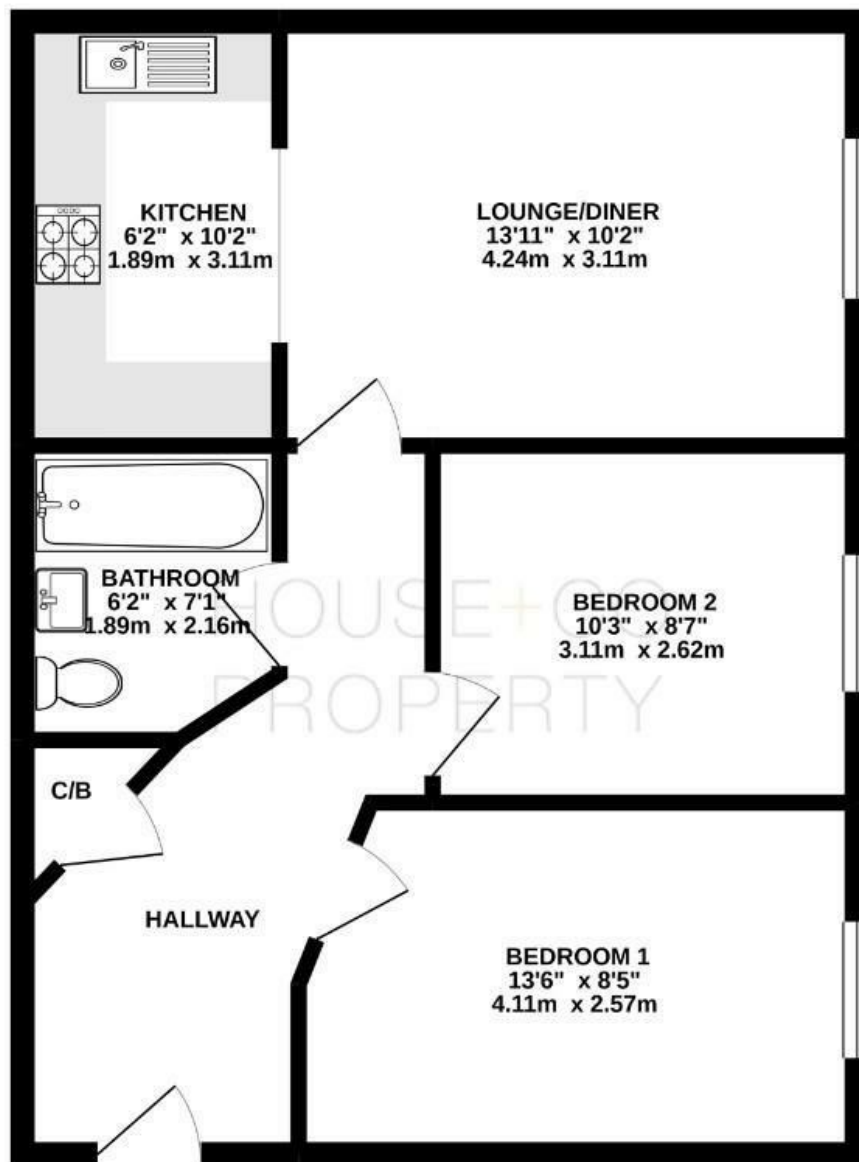 KITCHEN
6'2" x 10'2"
1.89m x 3.11m
LOUNGE/DINER
13'11" x 10'2"
4.24m x 3.11m
BATHROOM
6'2" x 7'1"
1.89m x 2.16m
HOUSE+CO
PROPERTY
BEDROOM 2
10'3" x 8'7"
3.11m x 2.62m
C/B
HALLWAY
BEDROOM 1
13'6" x 8'5"
4.11m x 2.57m